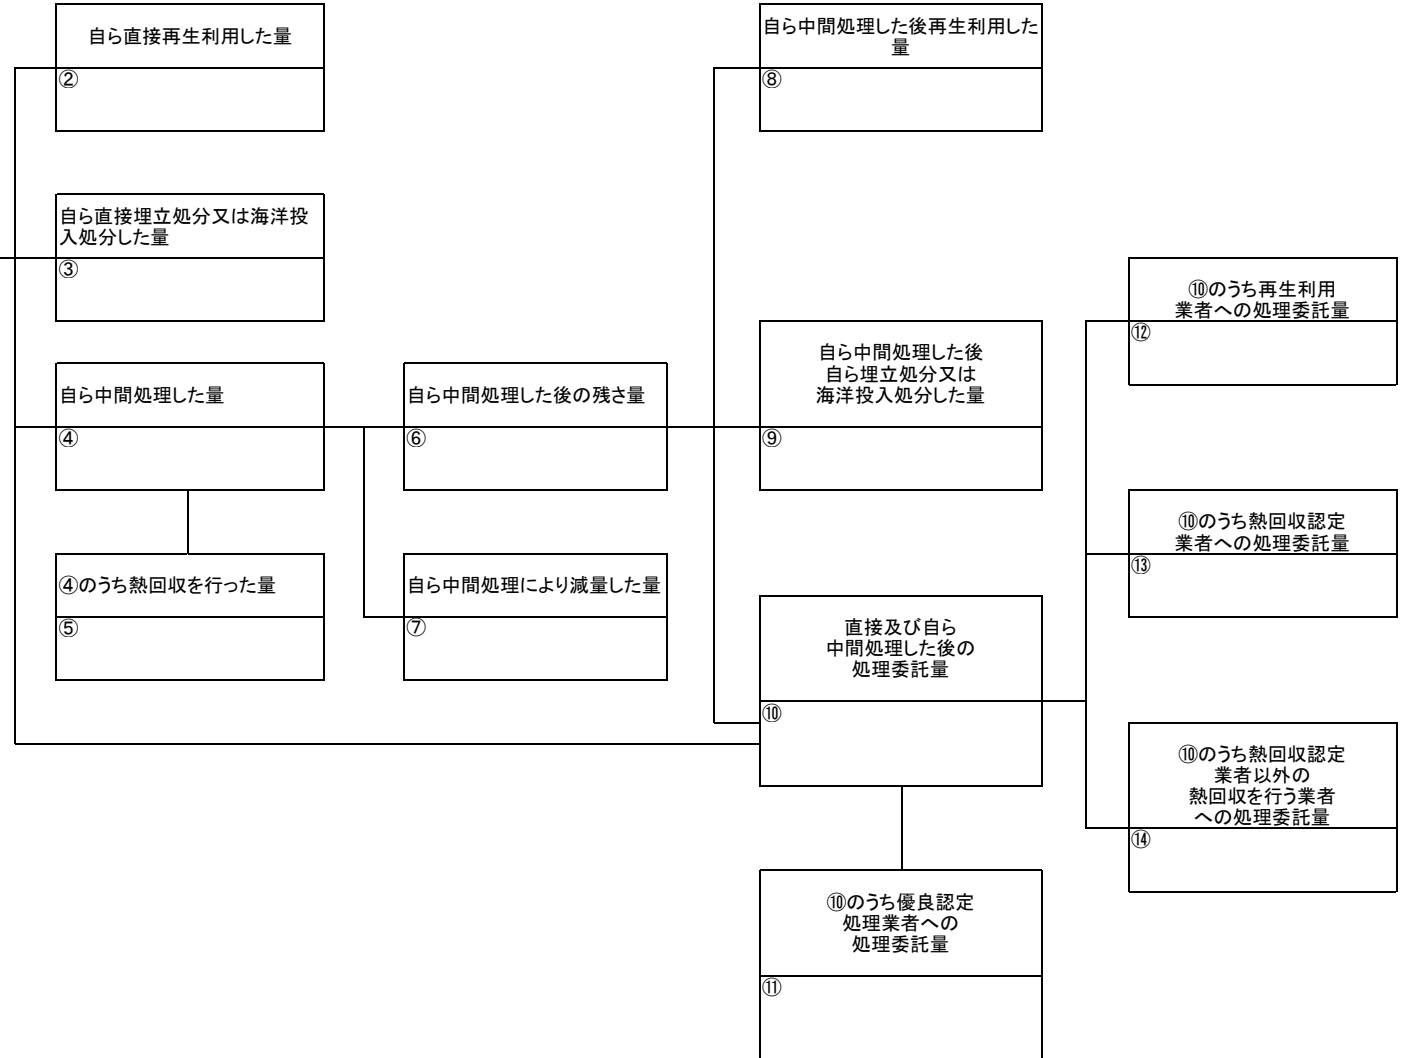 自ら直接再生利用した量
②
自ら直接埋立処分又は海洋投
入処分した量
③
自ら中間処理した量
④
④のうち熱回収を行った量
⑤
自ら中間処理した後の残さ量
⑥
自ら中間処理により減量した量
⑦
自ら中間処理した後再生利用した
量
⑧
自ら中間処理した後
自ら埋立処分又は
海洋投入処分した量
⑨
直接及び自ら
中間処理した後の
処理委託量
⑩
⑩のうち優良認定
処理業者への
処理委託量
⑪
⑩のうち再生利用
業者への処理委託量
⑫
⑩のうち熱回収認定
業者への処理委託量
⑬
⑩のうち熱回収認定
業者以外の
熱回収を行う業者
への処理委託量
⑭